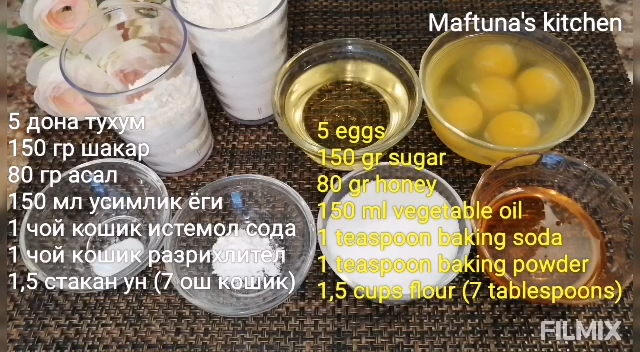 Maftuna's kitchen
5 дона тухум
150 гр шакар
80 гр асал
150 мл усимлик ёги
1 чой кошик истемол сода
1 чой кошик разрихлител
1,5 стакан ун (7 ош кошик)
5 eggs
150 gr sugar
80 gr honey
150 ml vegetable oil
1 teaspoon baking soda
1 teaspoon baking powder
1,5 cups flour (7 tablespoons)
FILMIX